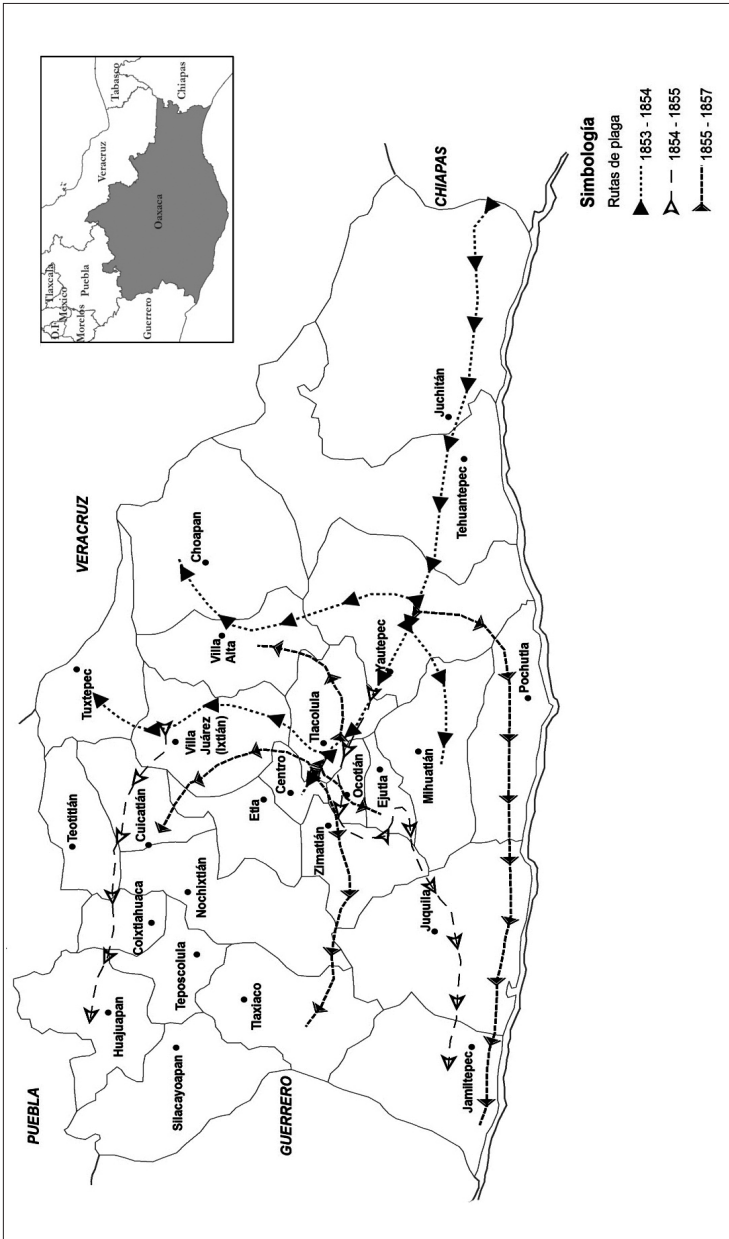 PUEBLA
VERACRUZ
GUERRERO
CHIAPAS
Huajuapan
Silacayoapan
Coixtlahuaca
Teposcolula
Tlaxiaco
Nochixtlán
Teotitlán
Cuicatlán
Tuxtepec
Villa Juárez
(Ixtlán)
Etla
Centro
Zimatlán
Tlacolula
Ocotlán
Ejutla
Villa
Alta
Choapan
Yautepec
Mihuatlán
Juquila
Jamiltepec
Pochutla
Tehuantepec
Juchitán
Tlaxcala
D.F.
México
Morelos
Puebla
Guerrero
Veracruz
Oaxaca
Tabasco
Chiapas
Simbología
Rutas de plaga
1853 - 1854
1854 - 1855
1855 - 1857